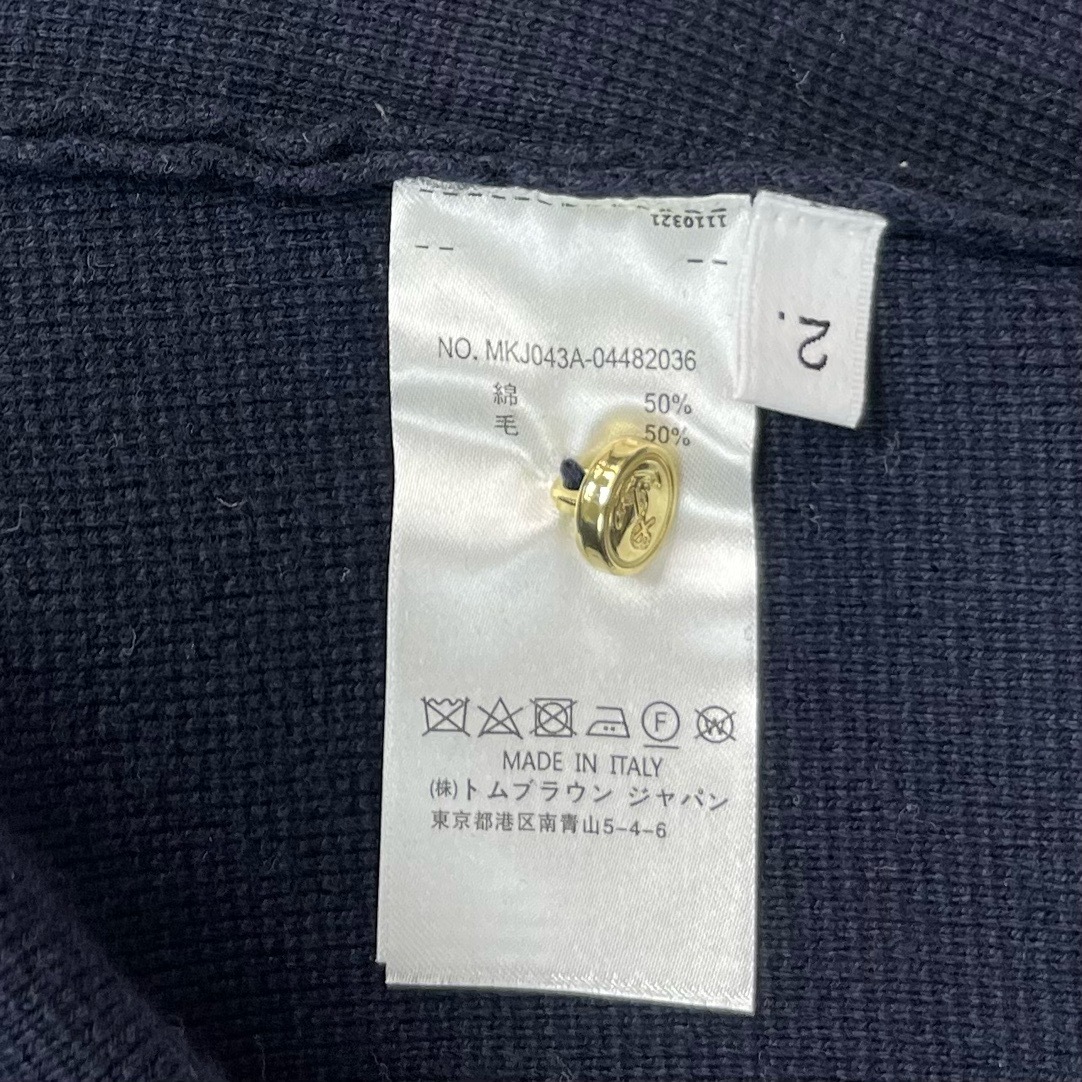 1110321
2.
NO. MKJ043A-04482036
綿 50%
毛 50%
F W
MADE IN ITALY
(株)トムブラウン ジャパン
東京都港区南青山5-4-6